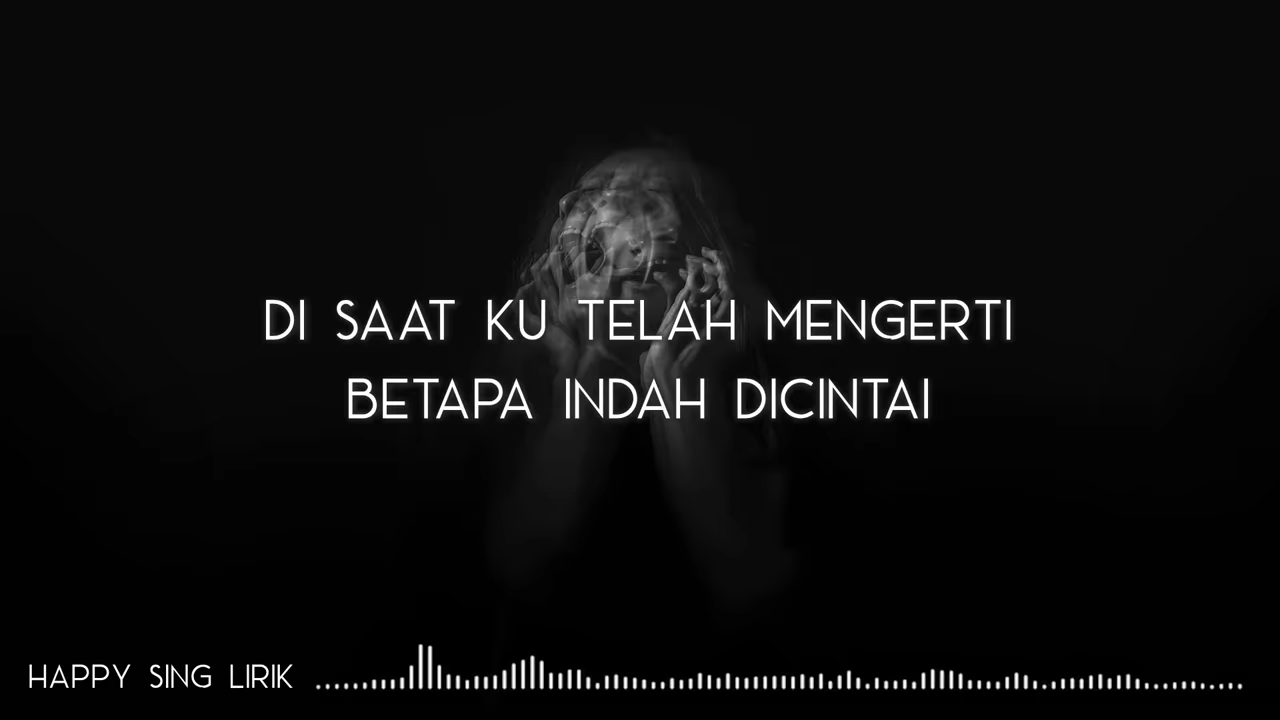 DI SAAT KU TELAH MENGERTI
BETAPA INDAH DICINTAI
HAPPY SING LIRIK